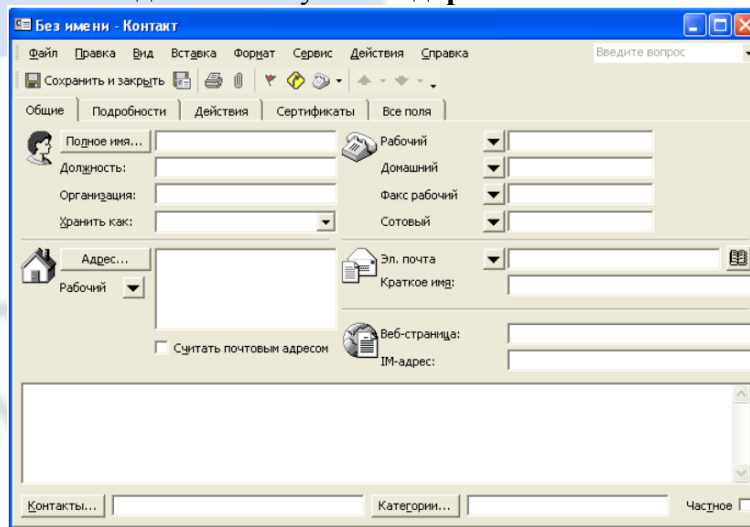 Без имени - Контакт
Файл Правка Вид Вставка Формат Сервис Действия Справка Введите вопрос
Сохранить и закрыть
Общие Подробности Действия Сертификаты Все поля
Полное имя... Рабочий
Должность: Домашний
Организация: Факс рабочий
Хранить как: Сотовый
Адрес... Эл. почта
Рабочий Краткое имя:
Веб-страница:
Считать почтовым адресом
IM-адрес:
Контакты... Категории... Частное